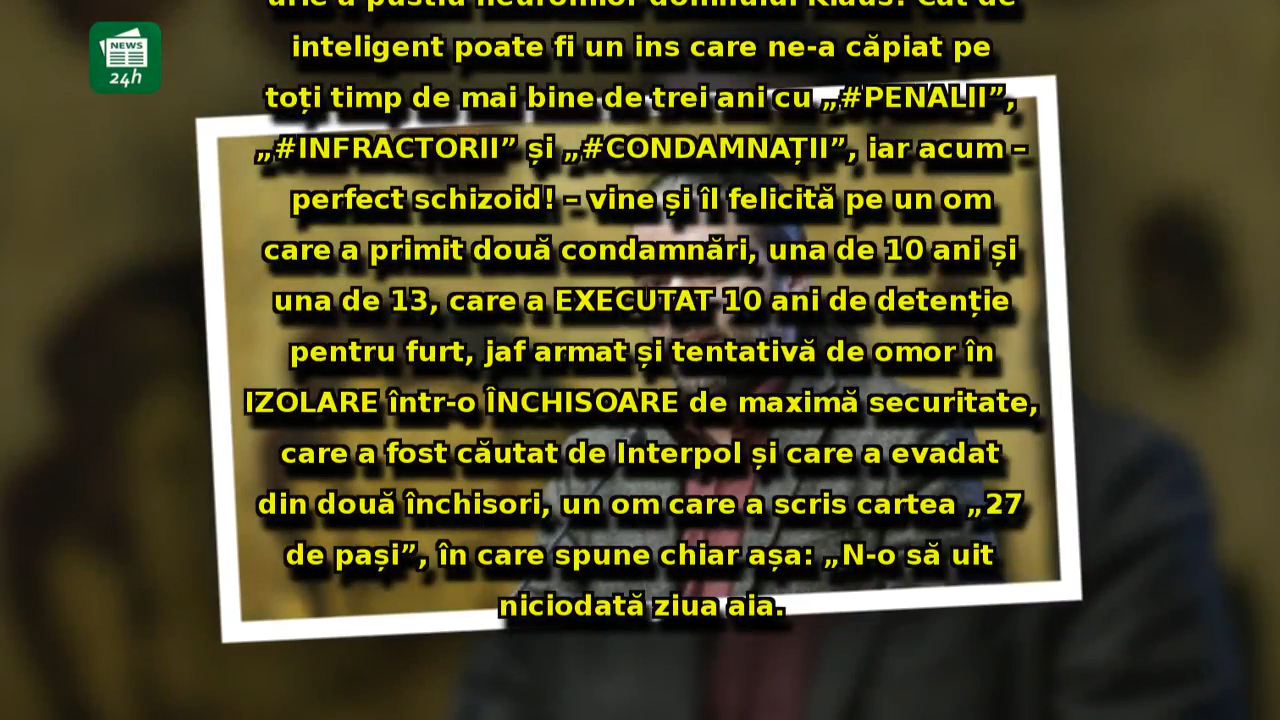 NEWS
24h
inteligent poate fi un ins care ne-a căpiat pe
toți timp de mai bine de trei ani cu „#PENALII”,
„#INFRACTORII” și „#CONDAMNAȚII”, iar acum –
perfect schizoid! – vine și îl felicită pe un om
care a primit două condamnări, una de 10 ani și
una de 13, care a EXECUTAT 10 ani de detenție
pentru furt, jaf armat și tentativă de omor în
IZOLARE într-o ÎNCHISOARE de maximă securitate,
care a fost căutat de Interpol și care a evadat
din două închisori, un om care a scris cartea „27
de pași”, în care spune chiar așa: „N-o să uit
niciodată ziua aia.